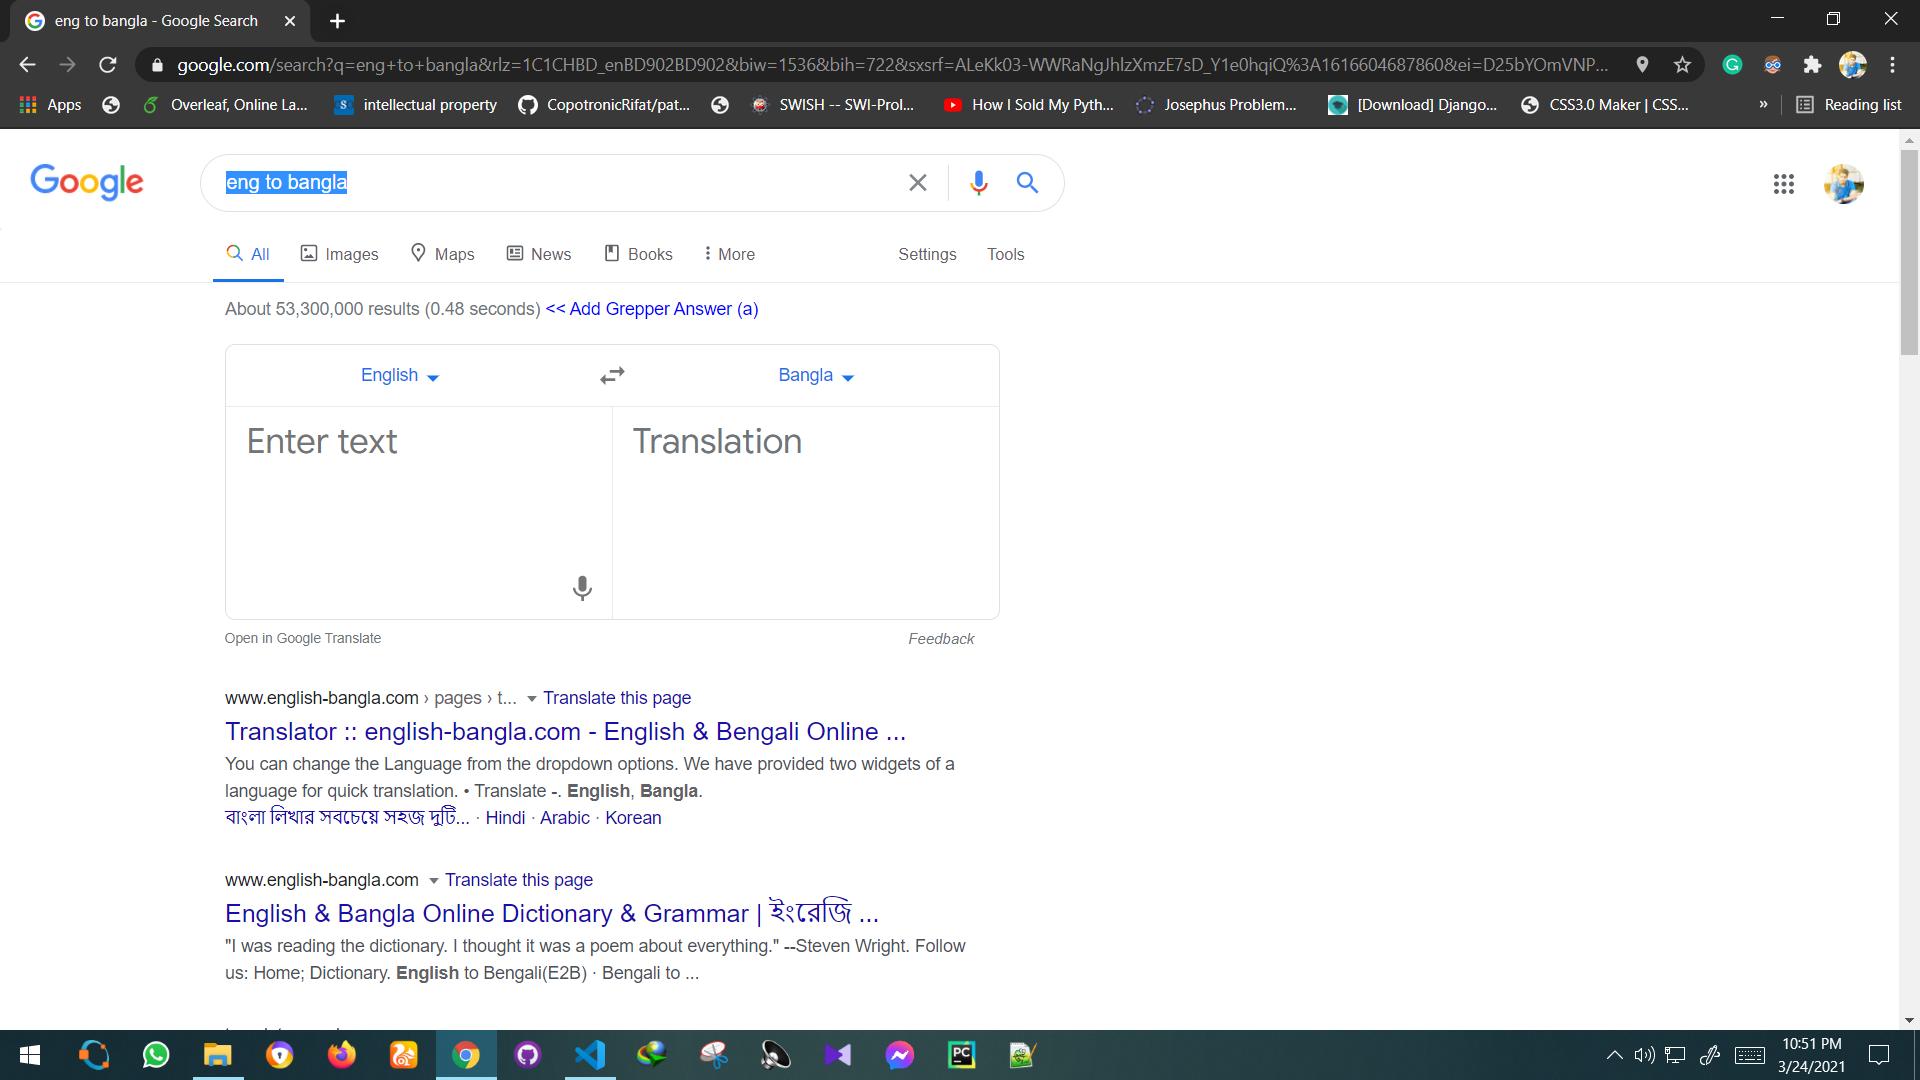 eng to bangla - Google Search
google.com/search?q=eng+to+bangla&rlz=1C1CHBD_enBD902BD902&biw=1536&bih=722&sxsrf=ALeKk03-WWRaNgJhlzXmzE7sD_Y1e0hqiQ%3A1616604687860&ei=D25bYOmVNP...
Apps Overleaf, Online La... S intellectual property CopotronicRifat/pat... SWISH -- SWI-Prol... How I Sold My Pyth... Josephus Problem... [Download] Django... CSS3.0 Maker | CSS... » Reading list
Google eng to bangla
All Images Maps News Books More Settings Tools
About 53,300,000 results (0.48 seconds) << Add Grepper Answer (a)
English Bangla
Enter text Translation
Open in Google Translate Feedback
www.english-bangla.com › pages › t... Translate this page
Translator :: english-bangla.com - English & Bengali Online ...
You can change the Language from the dropdown options. We have provided two widgets of a
language for quick translation. • Translate -. English, Bangla.
বাংলা লিখার সবচেয়ে সহজ দুটি... · Hindi · Arabic · Korean
www.english-bangla.com Translate this page
English & Bangla Online Dictionary & Grammar | ইংরেজি ...
"I was reading the dictionary. I thought it was a poem about everything." --Steven Wright. Follow
us: Home; Dictionary. English to Bengali(E2B) · Bengali to ...
PC
10:51 PM
3/24/2021